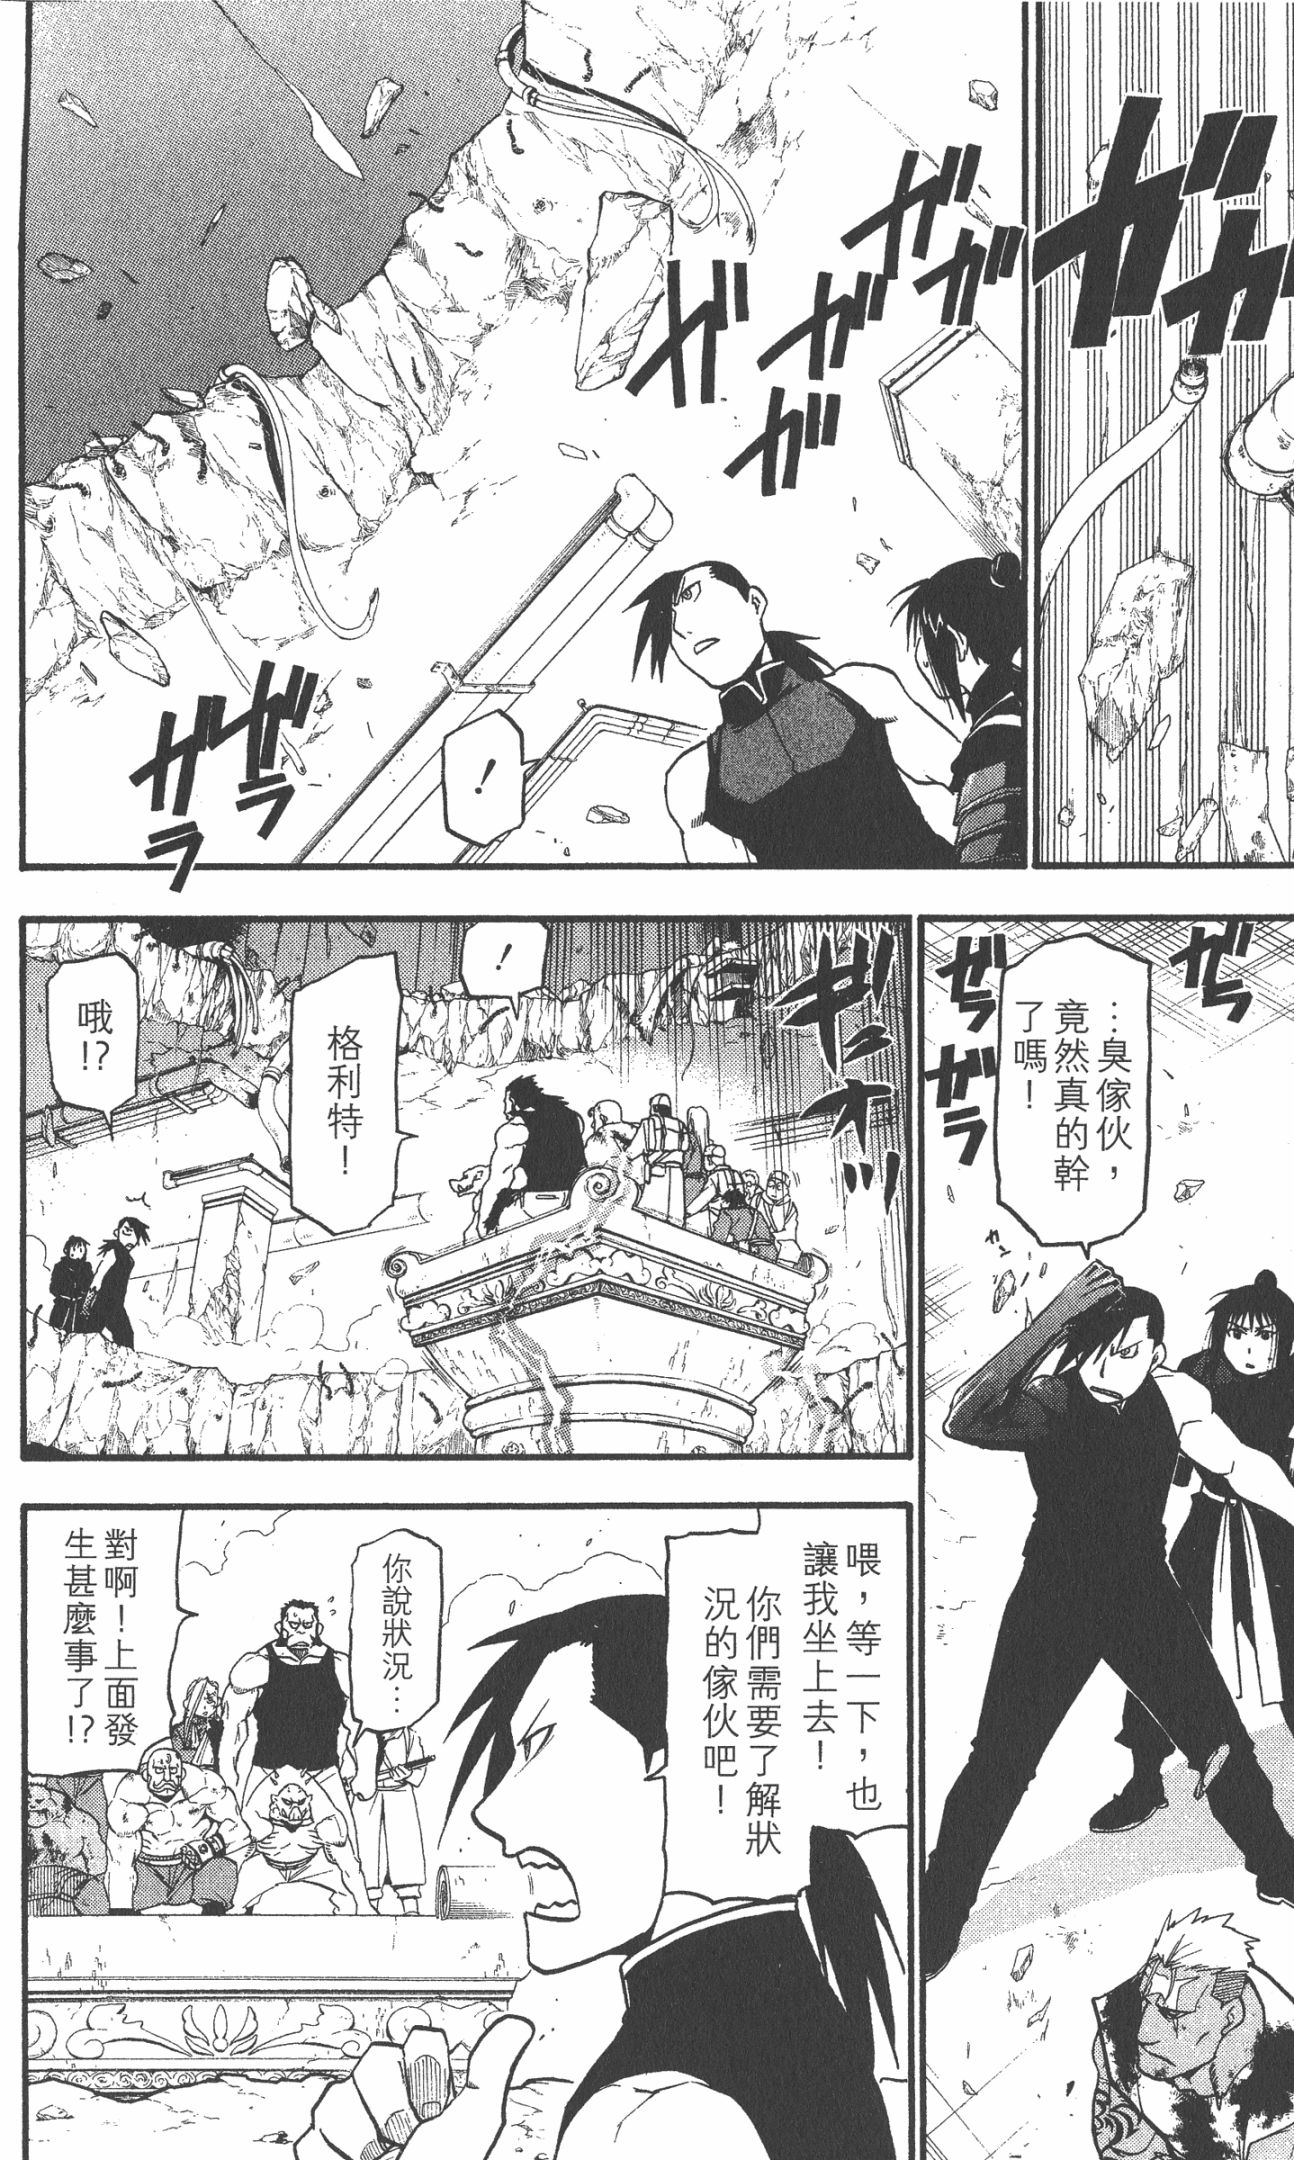 ガガ
ガガ
ガガガ
！
ガガラ
ガラ
ガラ
ガラ
…臭傢伙，
竟然真的幹
了嗎！
ギュオッ
！
格利特！
哦!?
喂，等一下，也
讓我坐上去！
你們需要了解狀
況的傢伙吧！
你說狀況…
對啊！上面發
生甚麼事了!?